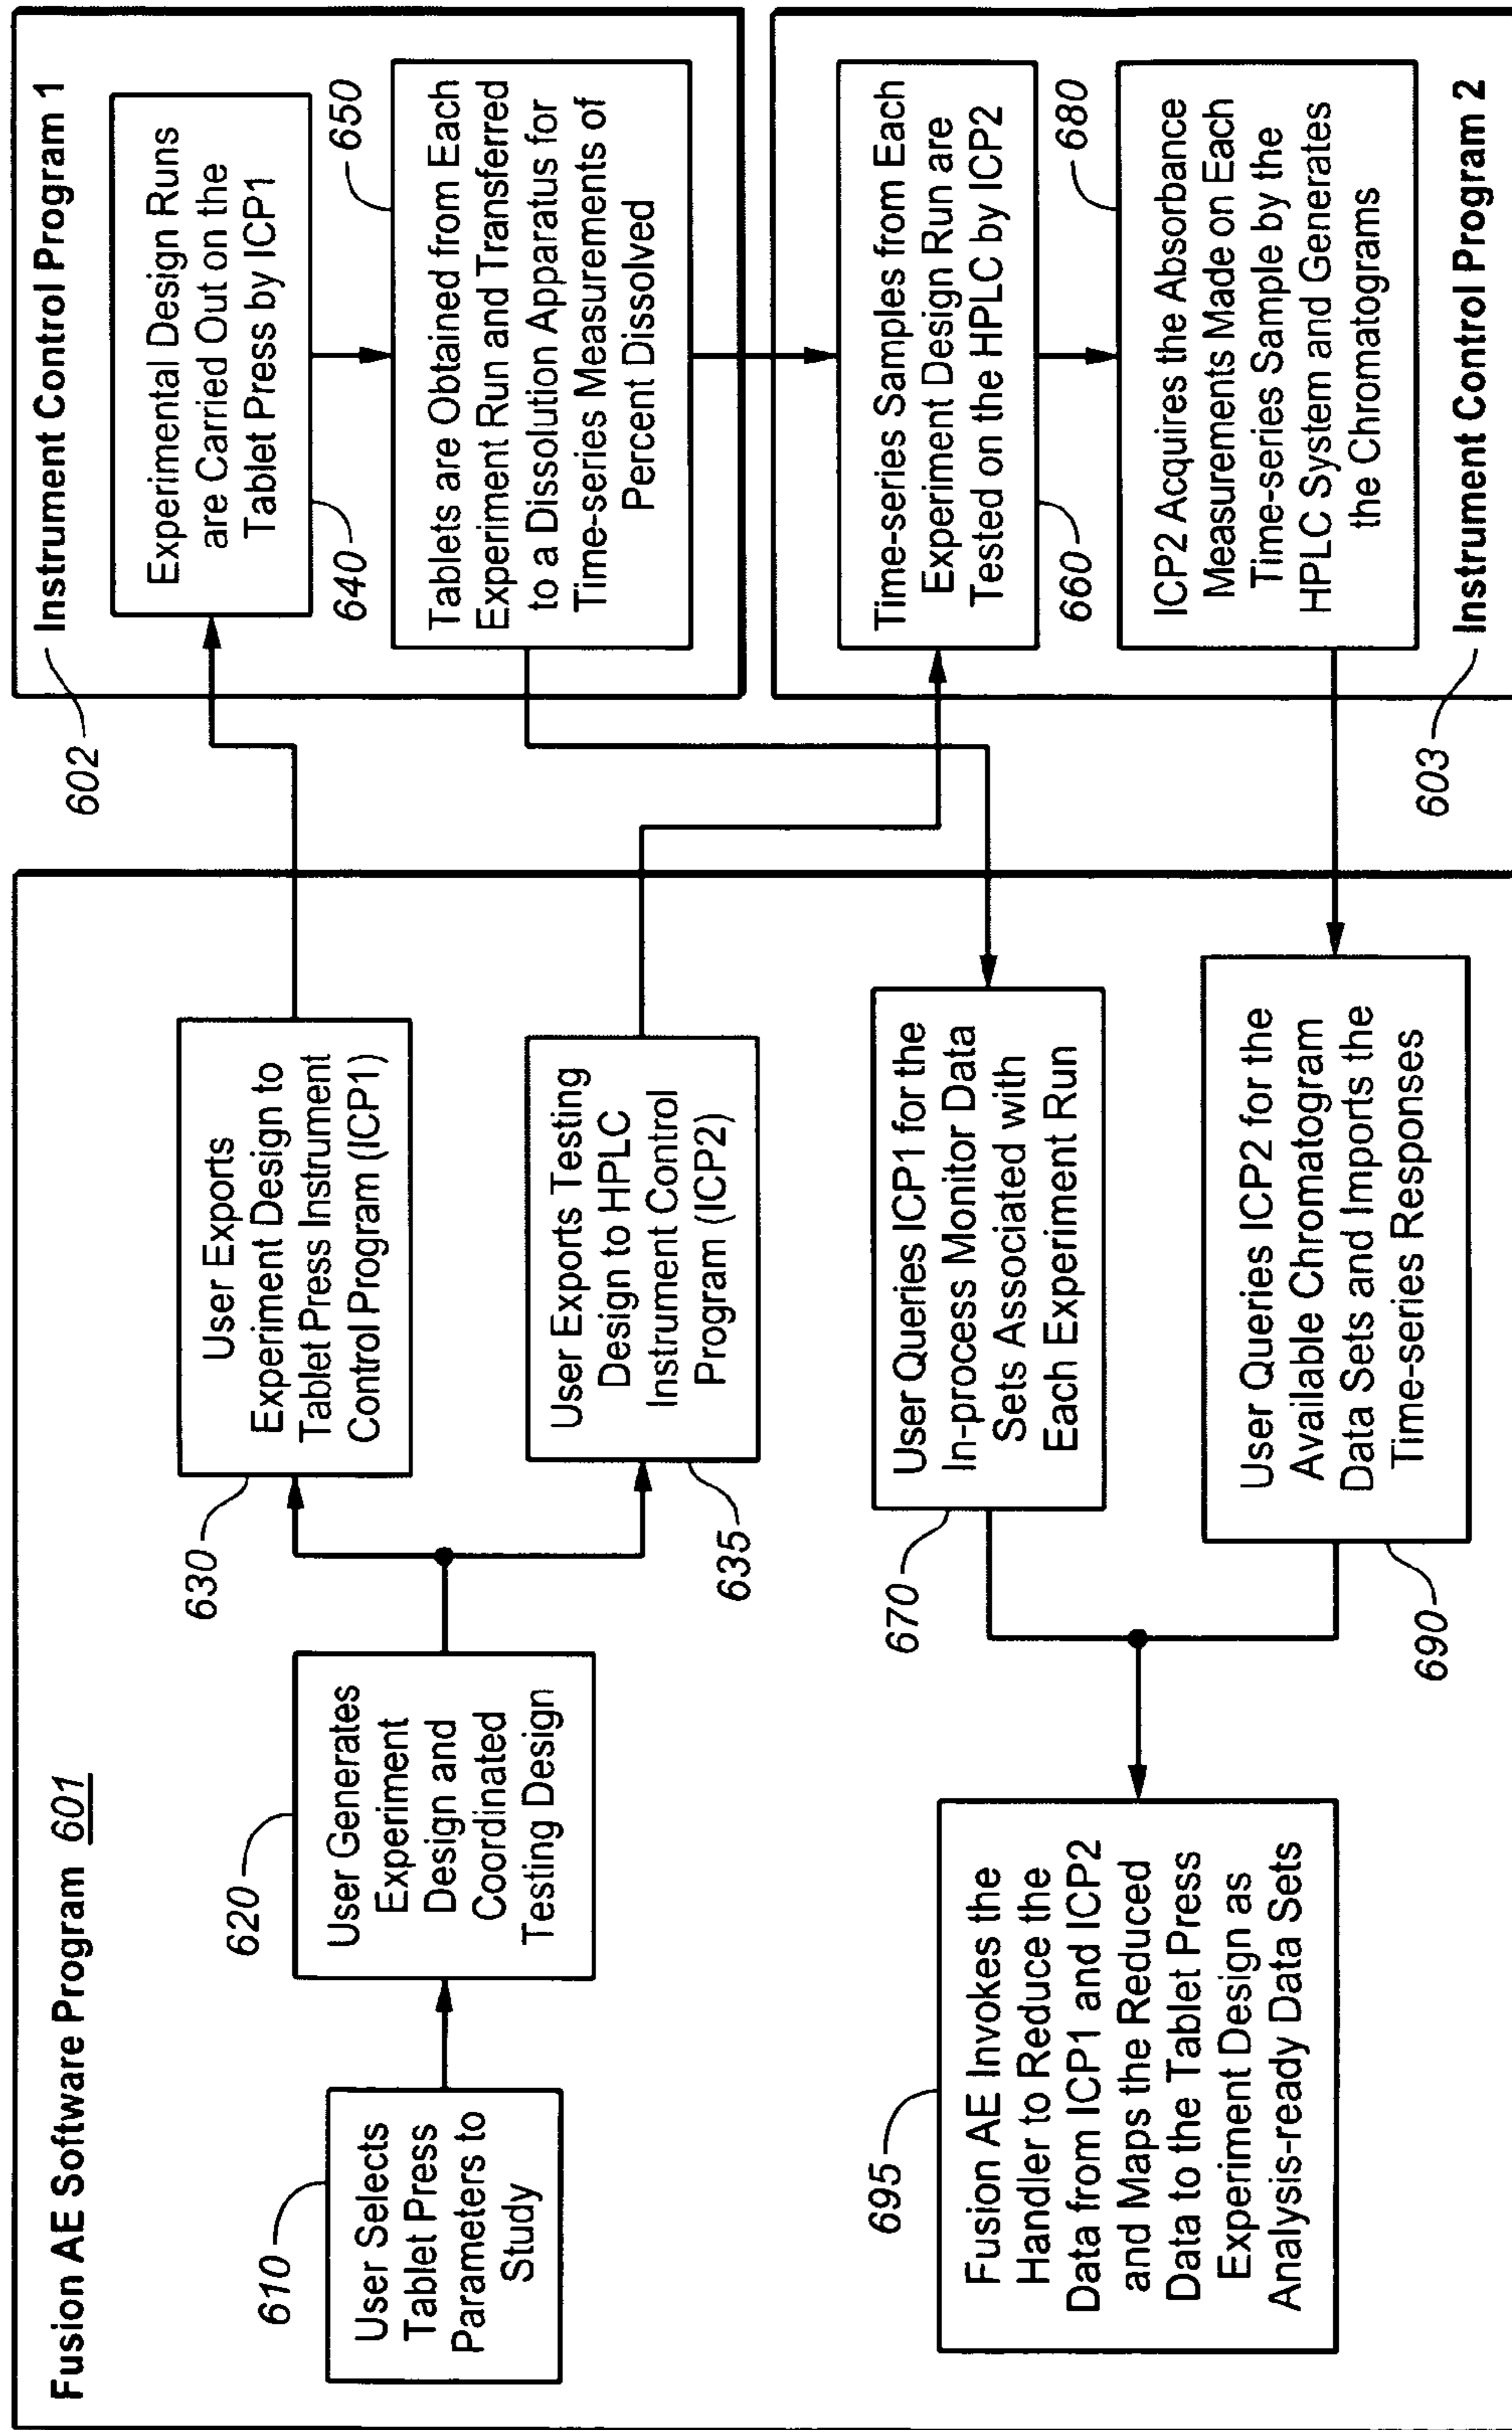 Fusion AE Software Program 601
610
User Selects
Tablet Press
Parameters to
Study
620
User Generates
Experiment
Design and
Coordinated
Testing Design
630
User Exports
Experiment Design to
Tablet Press Instrument
Control Program (ICP1)
635
User Exports Testing
Design to HPLC
Instrument Control
Program (ICP2)
602
Instrument Control Program 1
640
Experimental Design Runs
are Carried Out on the
Tablet Press by ICP1
650
Tablets are Obtained from Each
Experiment Run and Transferred
to a Dissolution Apparatus for
Time-series Measurements of
Percent Dissolved
660
Time-series Samples from Each
Experiment Design Run are
Tested on the HPLC by ICP2
680
ICP2 Acquires the Absorbance
Measurements Made on Each
Time-series Sample by the
HPLC System and Generates
the Chromatograms
603
Instrument Control Program 2
670
User Queries ICP1 for the
In-process Monitor Data
Sets Associated with
Each Experiment Run
690
User Queries ICP2 for the
Available Chromatogram
Data Sets and Imports the
Time-series Responses
695
Fusion AE Invokes the
Handler to Reduce the
Data from ICP1 and ICP2
and Maps the Reduced
Data to the Tablet Press
Experiment Design as
Analysis-ready Data Sets